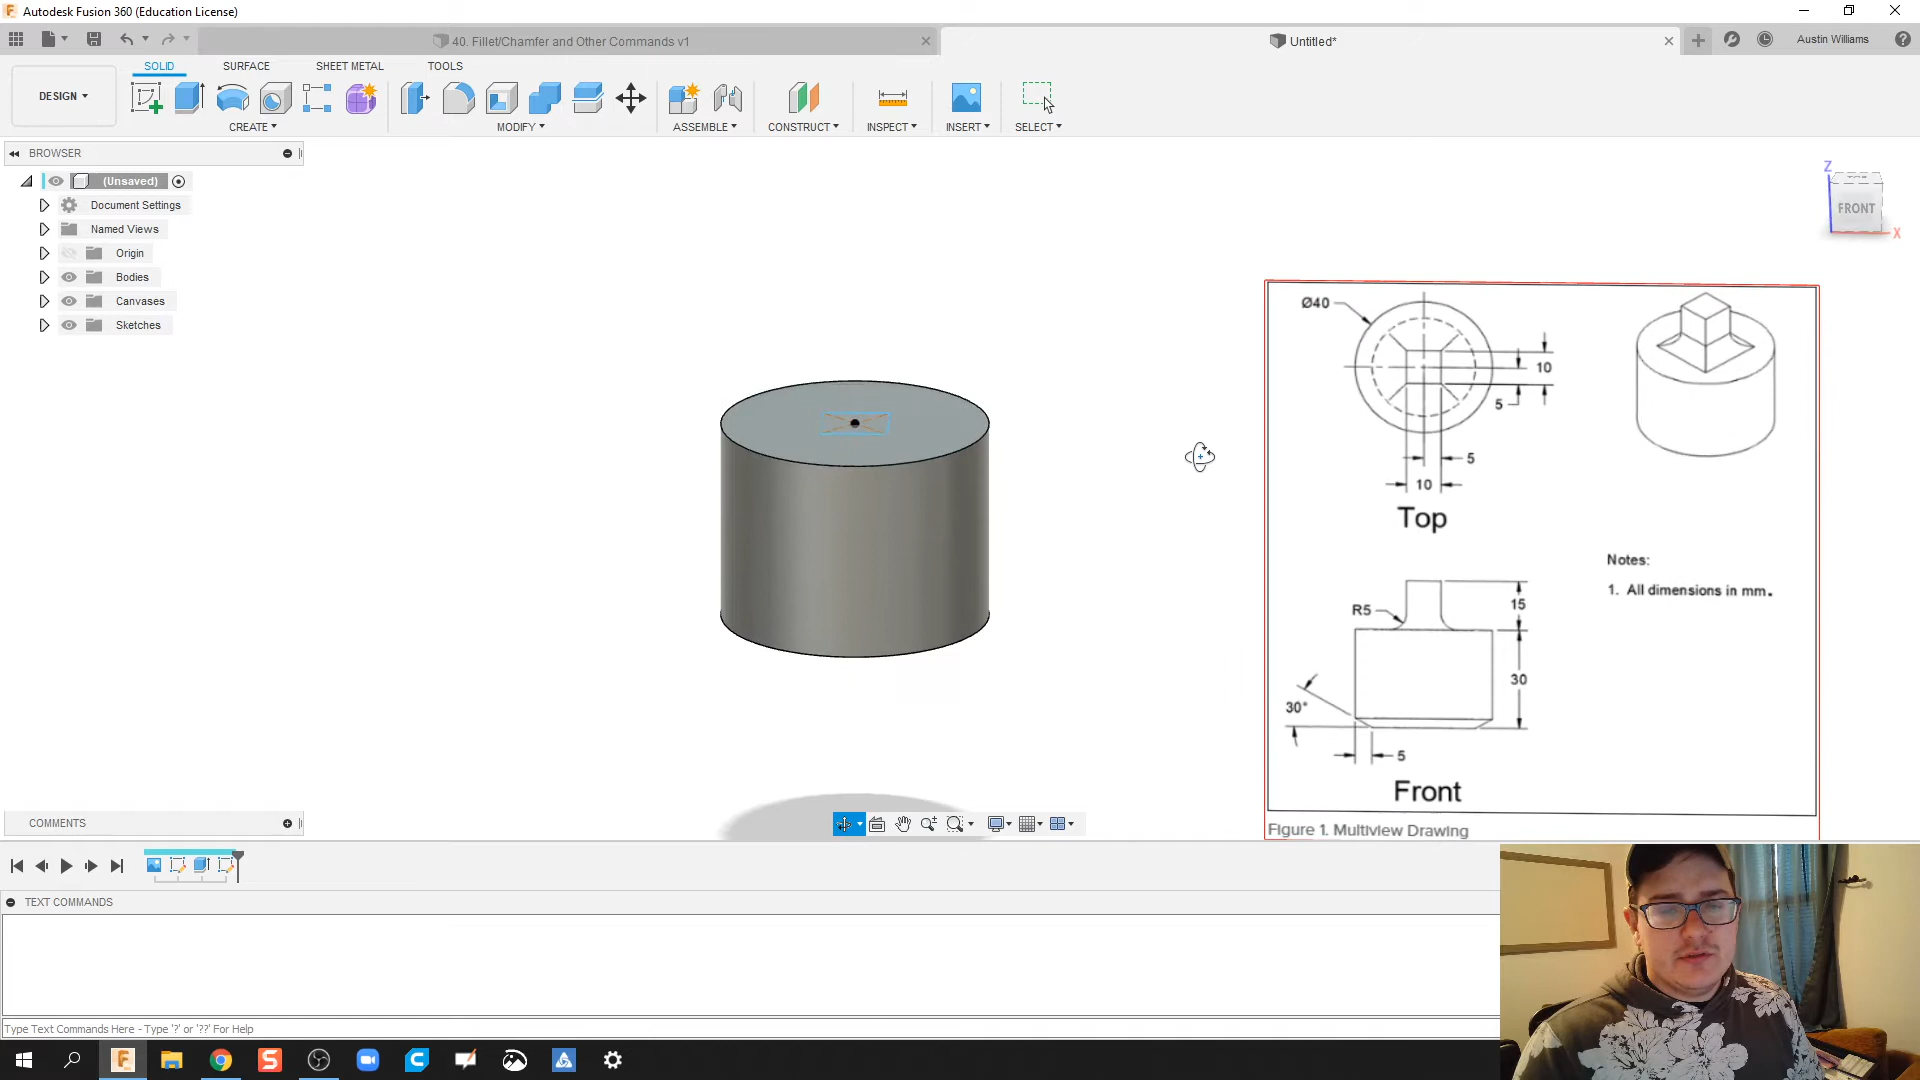 Autodesk Fusion 360 (Education License)
40. Fillet/Chamfer and Other Commands v1
Untitled*
Austin Williams
DESIGN
SOLID SURFACE SHEET METAL TOOLS
CREATE MODIFY ASSEMBLE CONSTRUCT INSPECT INSERT SELECT
BROWSER
(Unsaved)
Document Settings
Named Views
Origin
Bodies
Canvases
Sketches
Z
TOP
FRONT
X
Ø40
10
5
5
10
Top
Notes:
1. All dimensions in mm.
15
R5
30
30°
5
Front
Figure 1. Multiview Drawing
COMMENTS
TEXT COMMANDS
Type Text Commands Here - Type '?' or '??' For Help